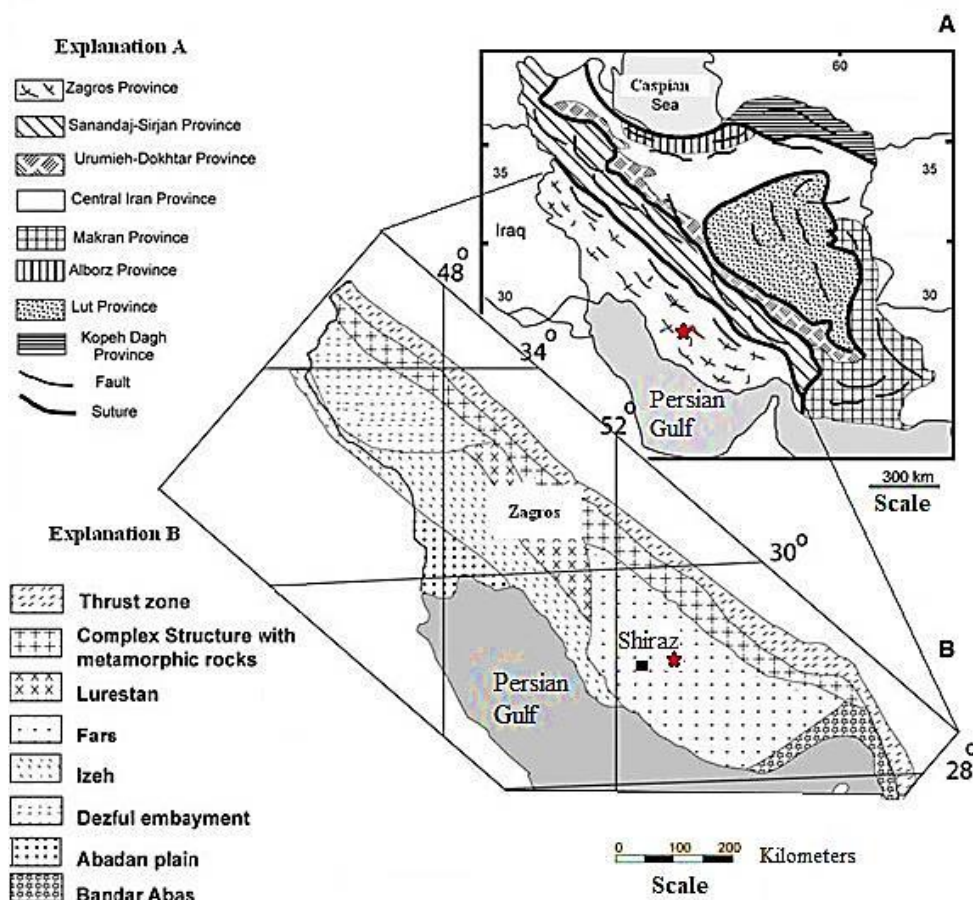 A
Explanation A
Zagros Province
Sanandaj-Sirjan Province
Urumieh-Dokhtar Province
Central Iran Province
Makran Province
Alborz Province
Lut Province
Kopeh Dagh
Province
Fault
Suture
60
Caspian
Sea
35
35
Iraq
30
30
Persian
Gulf
300 km
Scale
48°
34°
52°
30°
28°
Zagros
Shiraz
B
Persian
Gulf
Explanation B
Thrust zone
Complex Structure with
metamorphic rocks
Lurestan
Fars
Izeh
Dezful embayment
Abadan plain
Bandar Abas
0 100 200 Kilometers
Scale